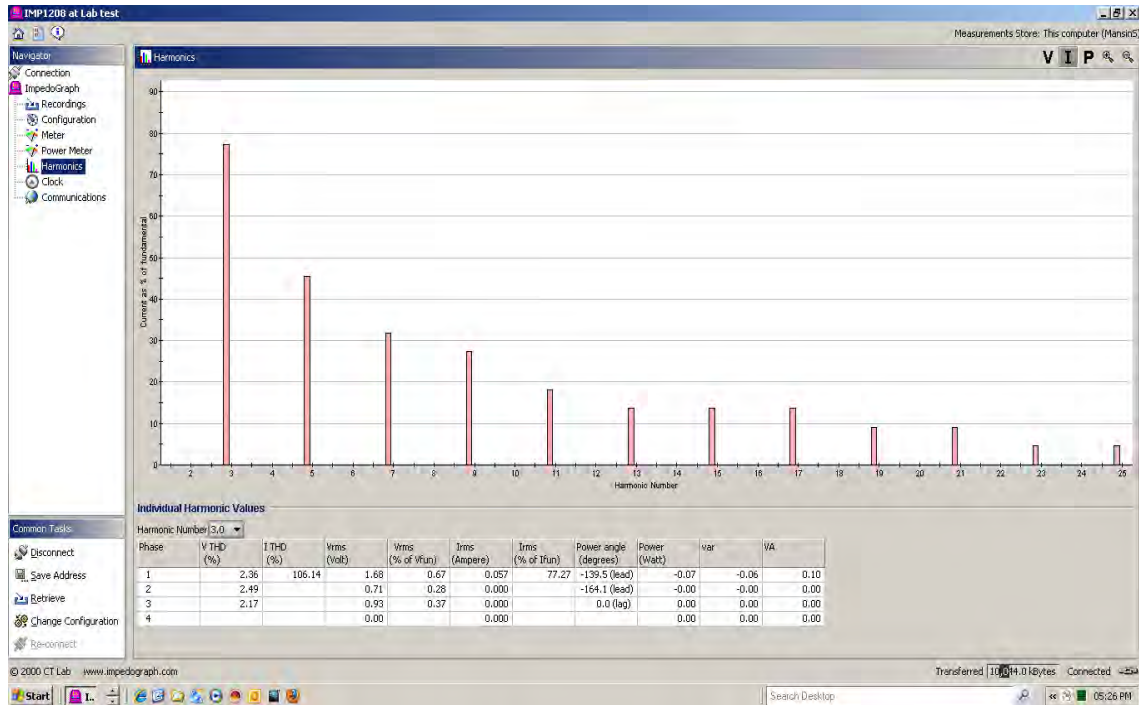 IMP1208 at Lab test
Measurements Store: This computer (Mansin5)
Navigator
Connection
ImpedoGraph
Recordings
Configuration
Meter
Power Meter
Harmonics
Clock
Communications
Harmonics
V I P
Current as % of fundamental
90
80
70
60
50
40
30
20
10
0
2 3 4 5 6 7 8 9 10 11 12 13 14 15 16 17 18 19 20 21 22 23 24 25
Harmonic Number
Individual Harmonic Values
Harmonic Number 3.0
Phase V THD (%) I THD (%) Vrms (Volt) Vrms (% of Vfun) Irms (Ampere) Irms (% of Ifun) Power angle (degrees) Power (Watt) var VA
1 2.36 106.14 1.68 0.67 0.057 77.27 -139.5 (lead) -0.07 -0.06 0.10
2 2.49 0.71 0.28 0.000 -164.1 (lead) -0.00 -0.00 0.00
3 2.17 0.93 0.37 0.000 0.0 (lag) 0.00 0.00 0.00
4 0.00 0.000 0.00 0.00 0.00
Common Tasks
Disconnect
Save Address
Retrieve
Change Configuration
Re-connect
© 2000 CT Lab www.impedograph.com
Transferred kBytes Connected
Start I.. Search Desktop 05:26 PM